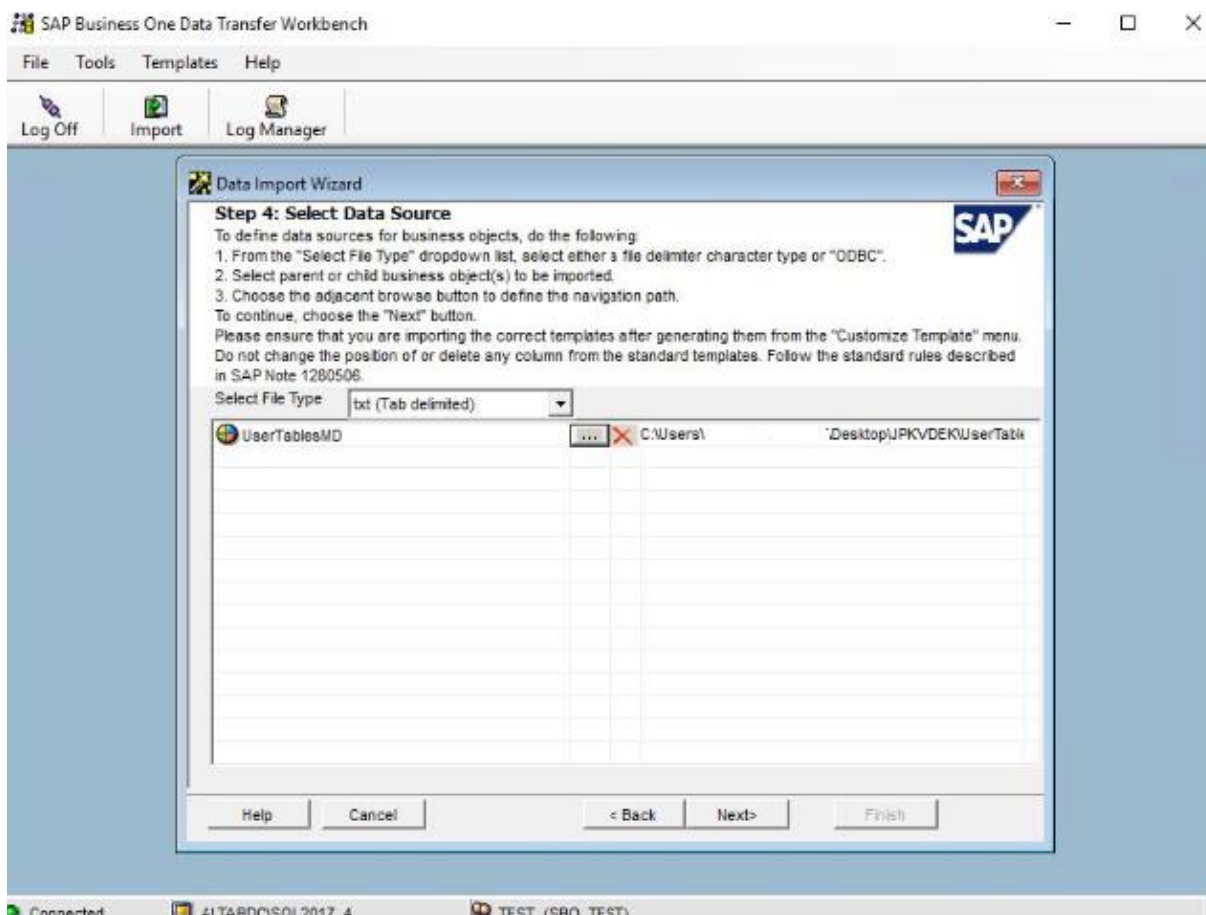 SAP Business One Data Transfer Workbench
File Tools Templates Help
Log Off Import Log Manager
Data Import Wizard
Step 4: Select Data Source
SAP
To define data sources for business objects, do the following:
1. From the "Select File Type" dropdown list, select either a file delimiter character type or "ODBC".
2. Select parent or child business object(s) to be imported.
3. Choose the adjacent browse button to define the navigation path.
To continue, choose the "Next" button.
Please ensure that you are importing the correct templates after generating them from the "Customize Template" menu.
Do not change the position of or delete any column from the standard templates. Follow the standard rules described
in SAP Note 1280506.
Select File Type txt (Tab delimited)
UserTablesMD ... C:\Users\ Desktop\JPKVDEK\UserTable
Help Cancel < Back Next> Finish
Connected TEST (SBO_TEST)